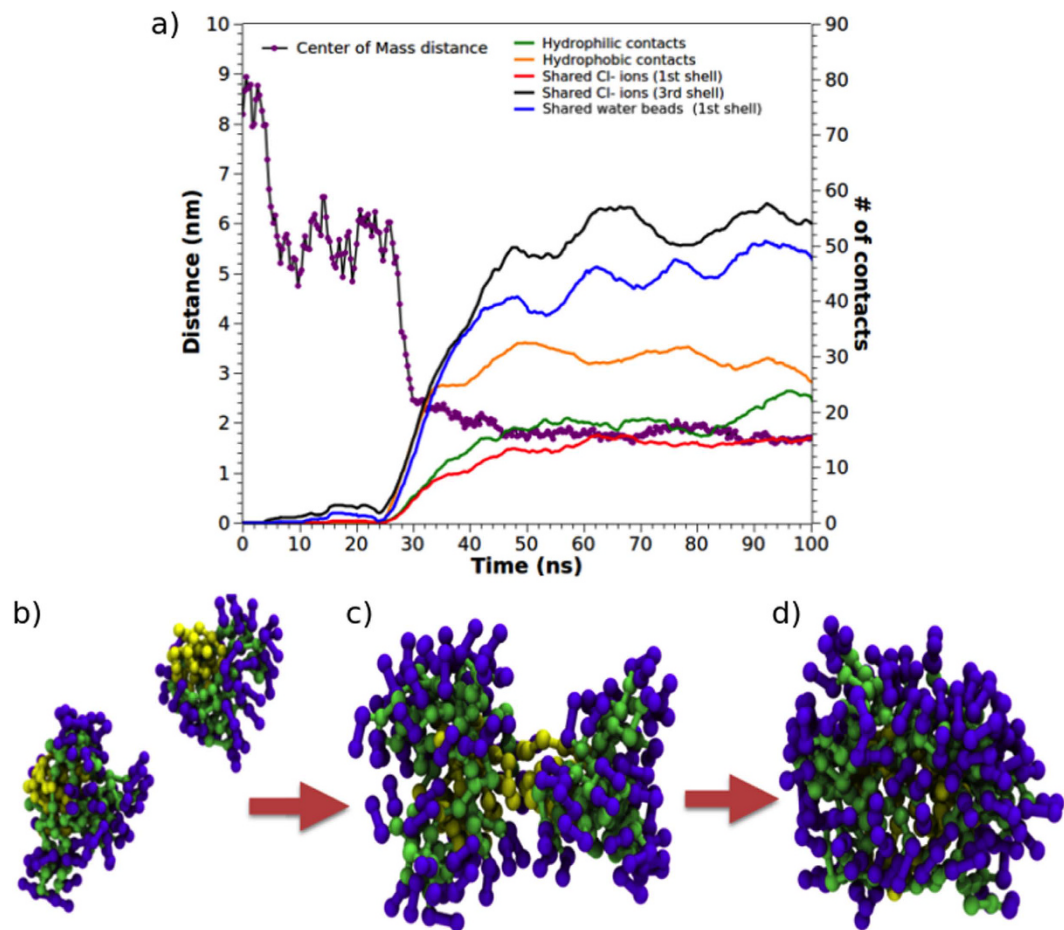 a)
Center of Mass distance
Hydrophilic contacts
Hydrophobic contacts
Shared Cl- ions (1st shell)
Shared Cl- ions (3rd shell)
Shared water beads (1st shell)
Distance (nm)
10
9
8
7
6
5
4
3
2
1
0
# of contacts
90
80
70
60
50
40
30
20
10
0
0 10 20 30 40 50 60 70 80 90 100
Time (ns)
b)
c)
d)